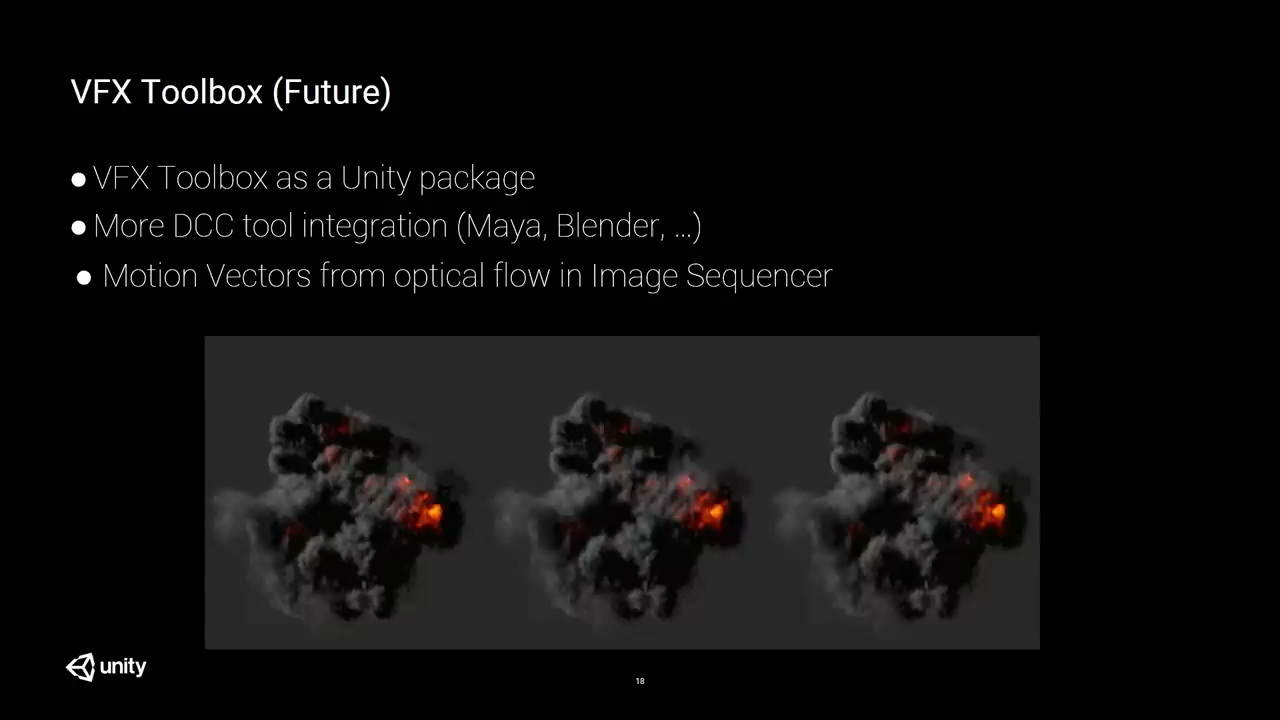 VFX Toolbox (Future)
● VFX Toolbox as a Unity package
● More DCC tool integration (Maya, Blender, ...)
● Motion Vectors from optical flow in Image Sequencer
unity
18